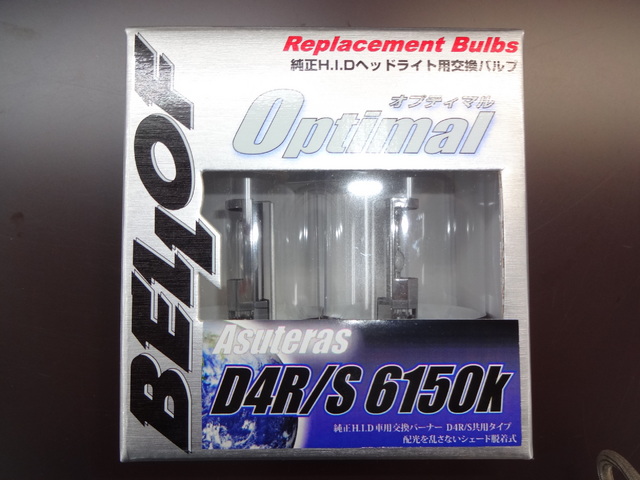 Replacement Bulbs
純正H.I.Dヘッドライト用交換バルブ
オプティマル
Optimal
BELLOF
Asuteras
D4R/S 6150k
純正H.I.D車用交換バーナー D4R/S共用タイプ
配光を乱さないシェード脱着式